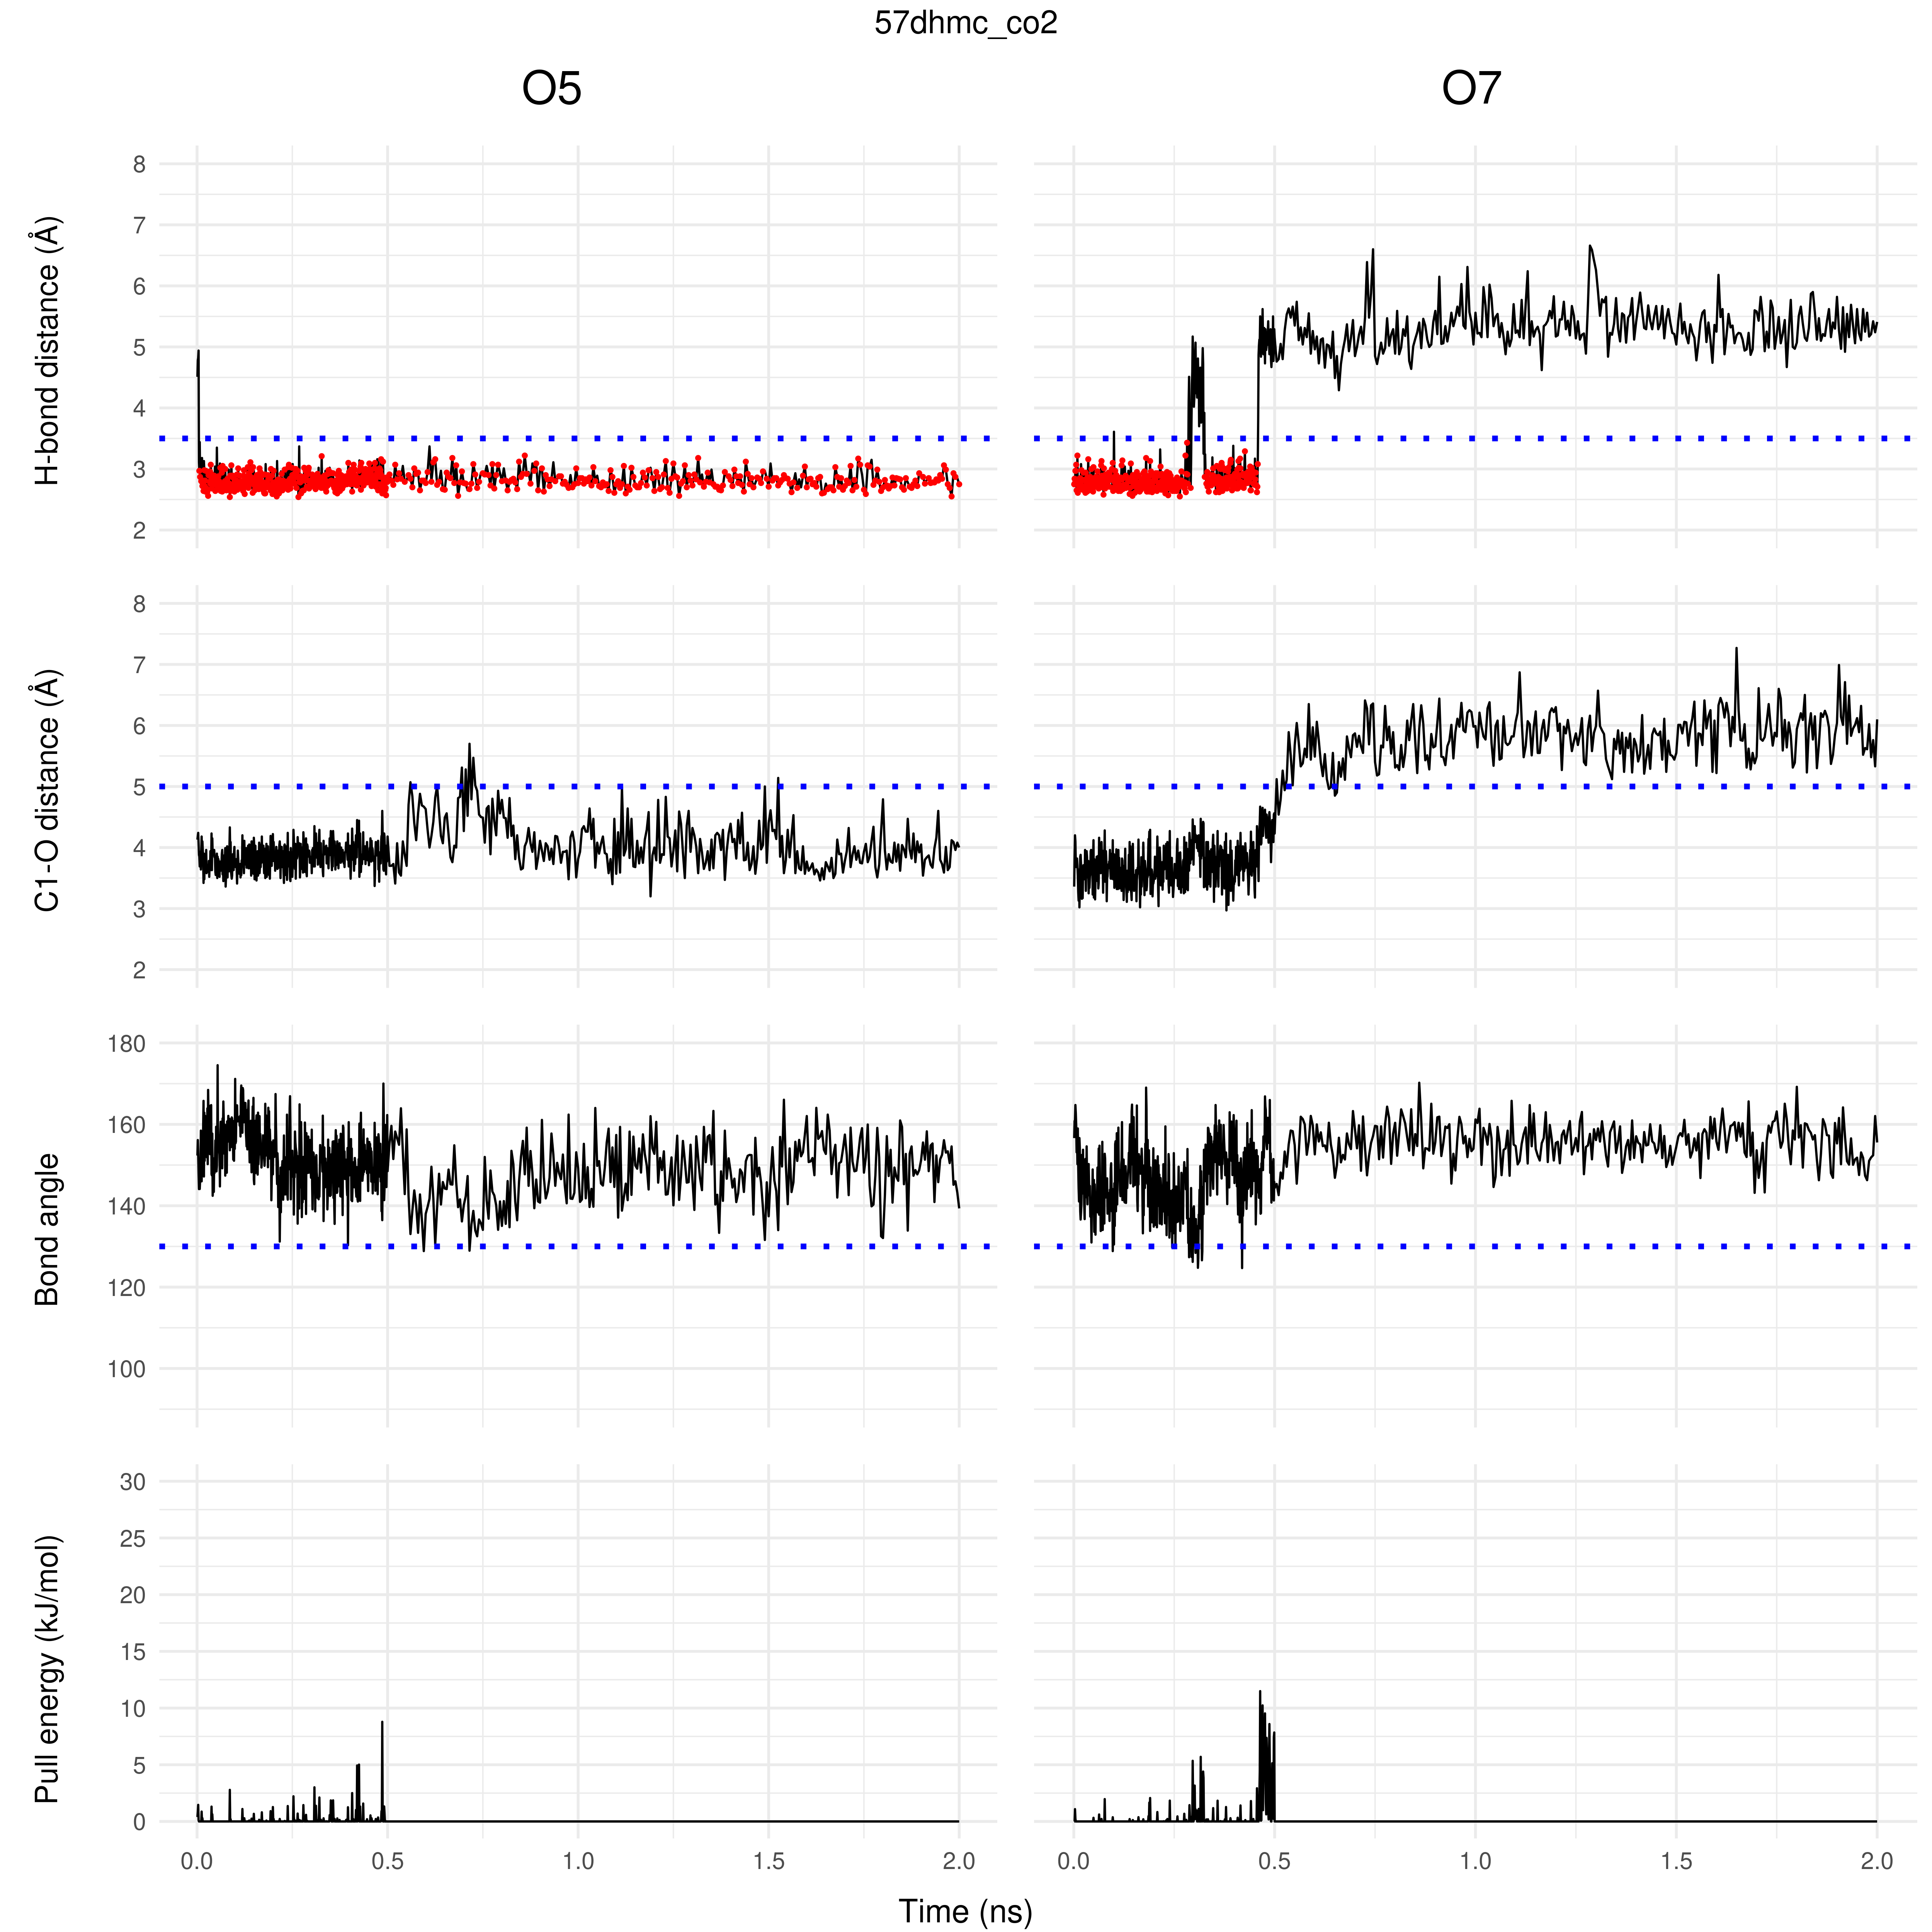 57dhmc_co2
O5
O7
H-bond distance (Å)
8
7
6
5
4
3
2
C1-O distance (Å)
8
7
6
5
4
3
2
Bond angle
180
160
140
120
100
Pull energy (kJ/mol)
30
25
20
15
10
5
0
0.0 0.5 1.0 1.5 2.0 0.0 0.5 1.0 1.5 2.0
Time (ns)